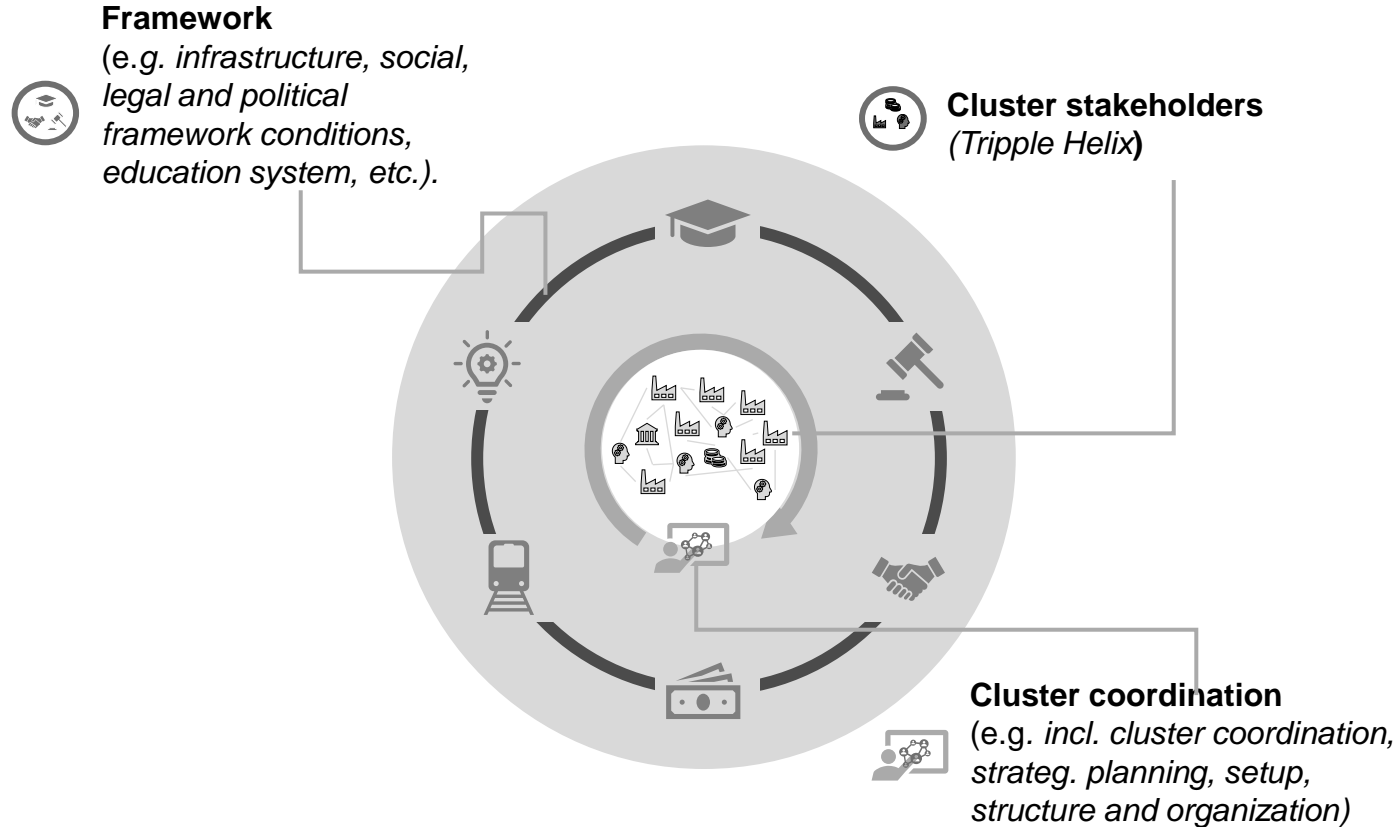 Framework
(e.g. infrastructure, social,
legal and political
framework conditions,
education system, etc.).
Cluster stakeholders
(Tripple Helix)
Cluster coordination
(e.g. incl. cluster coordination,
strateg. planning, setup,
structure and organization)